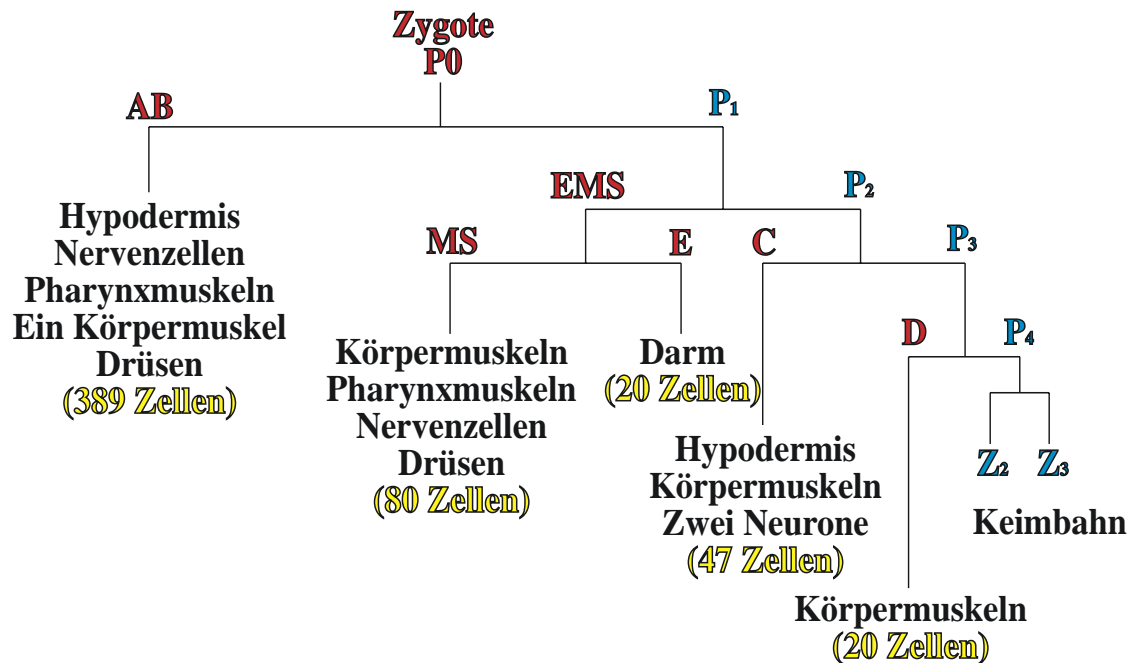 Zygote
P0
AB
P1
EMS
P2
MS
E
C
P3
D
P4
Hypodermis
Nervenzellen
Pharynxmuskeln
Ein Körpermuskel
Drüsen
(389 Zellen)
Körpermuskeln
Pharynxmuskeln
Nervenzellen
Drüsen
(80 Zellen)
Darm
(20 Zellen)
Hypodermis
Körpermuskeln
Zwei Neurone
(47 Zellen)
Z2 Z3
Keimbahn
Körpermuskeln
(20 Zellen)